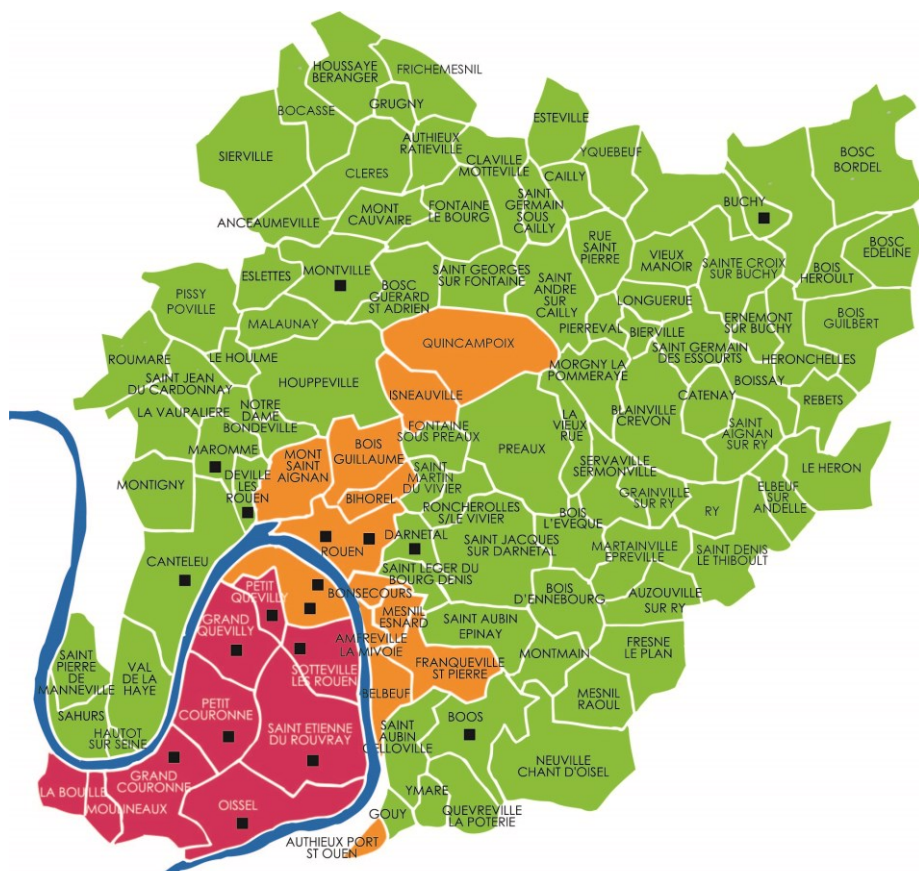 HOUSSAYE
BERANGER
FRICHEMESNIL
GRUGNY
BOCASSE
ESTEVILLE
SIERVILLE
AUTHIEUX
RATIEVILLE
CLAVILLE
MOTTEVILLE
YQUEBEUF
CAILLY
BOSC
BORDEL
CLERES
BUCHY
ANCEAUMEVILLE
MONT
CAUVAIRE
FONTAINE
LE BOURG
SAINT
GERMAIN
SOUS
CAILLY
RUE
SAINT
PIERRE
VIEUX
MANOIR
SAINTE CROIX
SUR BUCHY
BOSC
EDELINE
BOIS
HEROULT
ESLETTES
MONTVILLE
SAINT GEORGES
SUR FONTAINE
BOSC
GUERARD
ST ADRIEN
SAINT
ANDRE
SUR
CAILLY
PISSY
POVILLE
LONGUERUE
ERNEMONT
SUR BUCHY
BOIS
GUILBERT
MALAUNAY
PIERREVAL
BIERVILLE
QUINCAMPOIX
SAINT GERMAIN
DES ESSOURTS
ROUMARE
LE HOULME
MORGNY LA
POMMERAYE
HERONCHELLES
SAINT JEAN
DU CARDONNAY
HOUPPEVILLE
BOISSAY
ISNEAUVILLE
CATENAY
REBETS
LA VAUPALIERE
NOTRE
DAME
BONDEVILLE
FONTAINE
SOUS PREAUX
LA
VIEUX
RUE
BLAINVILLE
CREVON
SAINT
AIGNAN
SUR RY
MAROMME
MONT
SAINT
AIGNAN
BOIS
GUILLAUME
PREAUX
SERVAVILLE
SERMONVILLE
LE HERON
MONTIGNY
DEVILLE
LES
ROUEN
BIHOREL
SAINT
MARTIN
DU VIVIER
GRAINVILLE
SUR RY
ELBEUF
SUR
ANDELLE
RONCHEROLLES
S/LE VIVIER
RY
BOIS
L'EVEQUE
ROUEN
DARNETAL
SAINT JACQUES
SUR DARNETAL
MARTAINVILLE
EPREVILLE
SAINT DENIS
LE THIBOULT
CANTELEU
SAINT LEGER DU
BOURG DENIS
PETIT
QUEVILLY
BONSECOURS
BOIS
D'ENNEBOURG
AUZOUVILLE
SUR RY
GRAND
QUEVILLY
MESNIL
ESNARD
SAINT AUBIN
EPINAY
AMFREVILLE
LA MIVOIE
SAINT
PIERRE
DE
MANNEVILLE
VAL
DE LA
HAYE
SOTTEVILLE
LES ROUEN
FRANQUEVILLE
ST PIERRE
MONTMAIN
FRESNE
LE PLAN
BELBEUF
MESNIL
RAOUL
SAHURS
PETIT
COURONNE
HAUTOT
SUR SEINE
SAINT ETIENNE
DU ROUVRAY
SAINT
AUBIN
CELLOVILLE
BOOS
NEUVILLE
CHANT D'OISEL
GRAND
COURONNE
LA BOUILLE
MOULINEAUX
OISSEL
YMARE
GOUY
QUEVREVILLE
LA POTERIE
AUTHIEUX PORT
ST OUEN